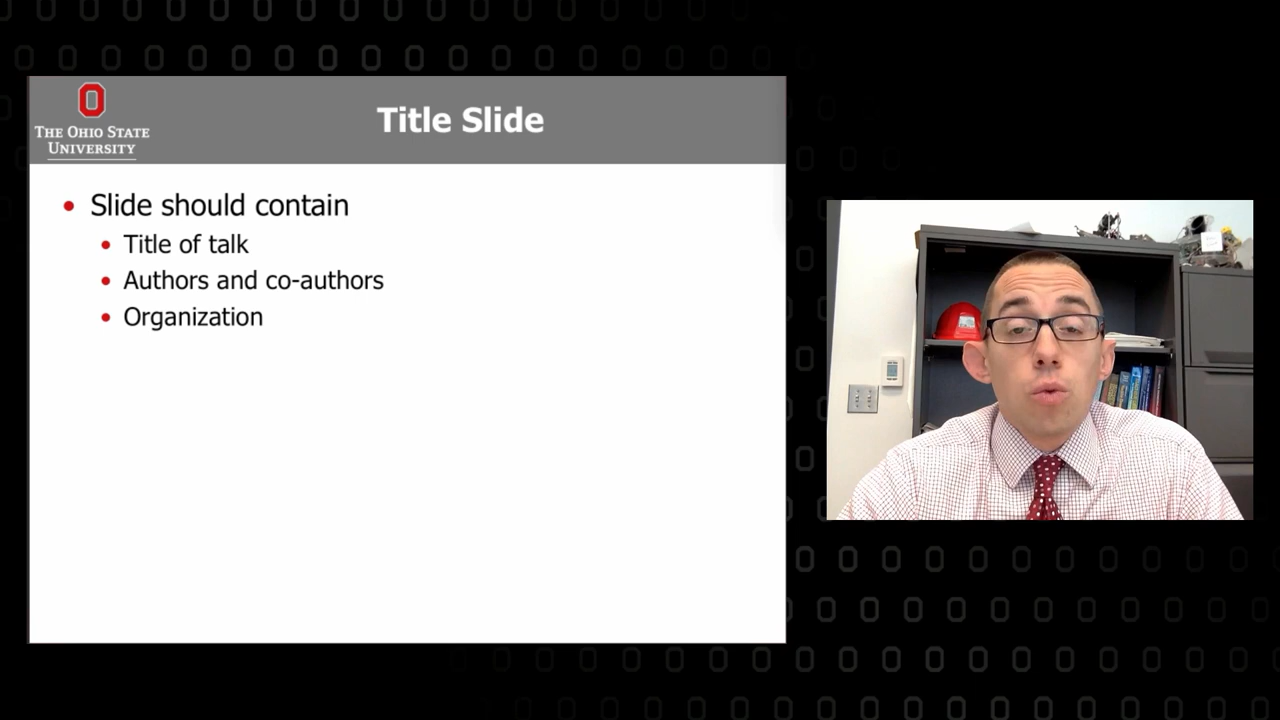 THE OHIO STATE
UNIVERSITY
Title Slide
Slide should contain
Title of talk
Authors and co-authors
Organization